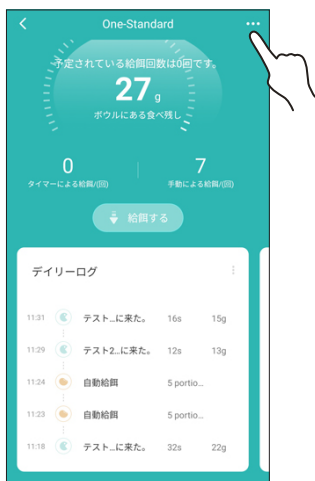 One-Standard
予定されている給餌回数は0回です。
27 g
ボウルにある食べ残し
0 7
タイマーによる給餌/(回) 手動による給餌/(回)
給餌する
デイリーログ
11:31 テスト...に来た。 16s 15g
11:29 テスト2...に来た。 12s 13g
11:24 自動給餌 5 portio...
11:23 自動給餌 5 portio...
11:18 テスト...に来た。 32s 22g